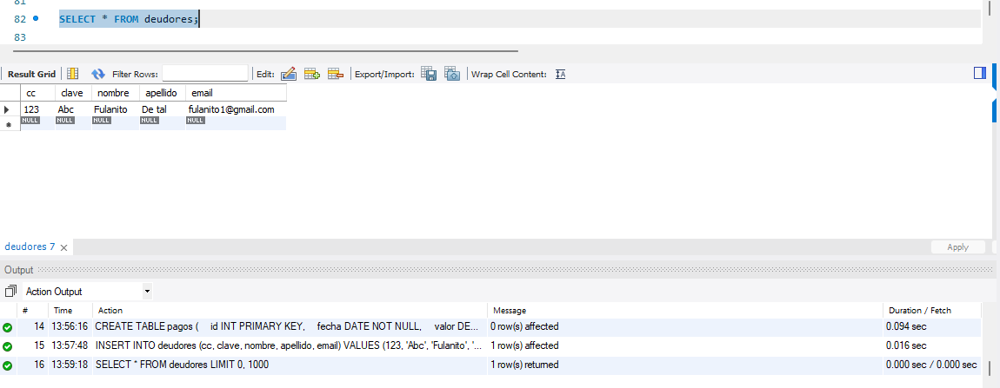 81
82 SELECT * FROM deudores;
83
Result Grid Filter Rows: Edit: Export/Import: Wrap Cell Content:
cc clave nombre apellido email
123 Abc Fulanito De tal fulanito1@gmail.com
NULL NULL NULL NULL NULL
deudores 7 Apply
Output
Action Output
# Time Action Message Duration / Fetch
14 13:56:16 CREATE TABLE pagos ( id INT PRIMARY KEY, fecha DATE NOT NULL, valor DE... 0 row(s) affected 0.094 sec
15 13:57:48 INSERT INTO deudores (cc, clave, nombre, apellido, email) VALUES (123, 'Abc', 'Fulanito', '... 1 row(s) affected 0.016 sec
16 13:59:18 SELECT * FROM deudores LIMIT 0, 1000 1 row(s) returned 0.000 sec / 0.000 sec